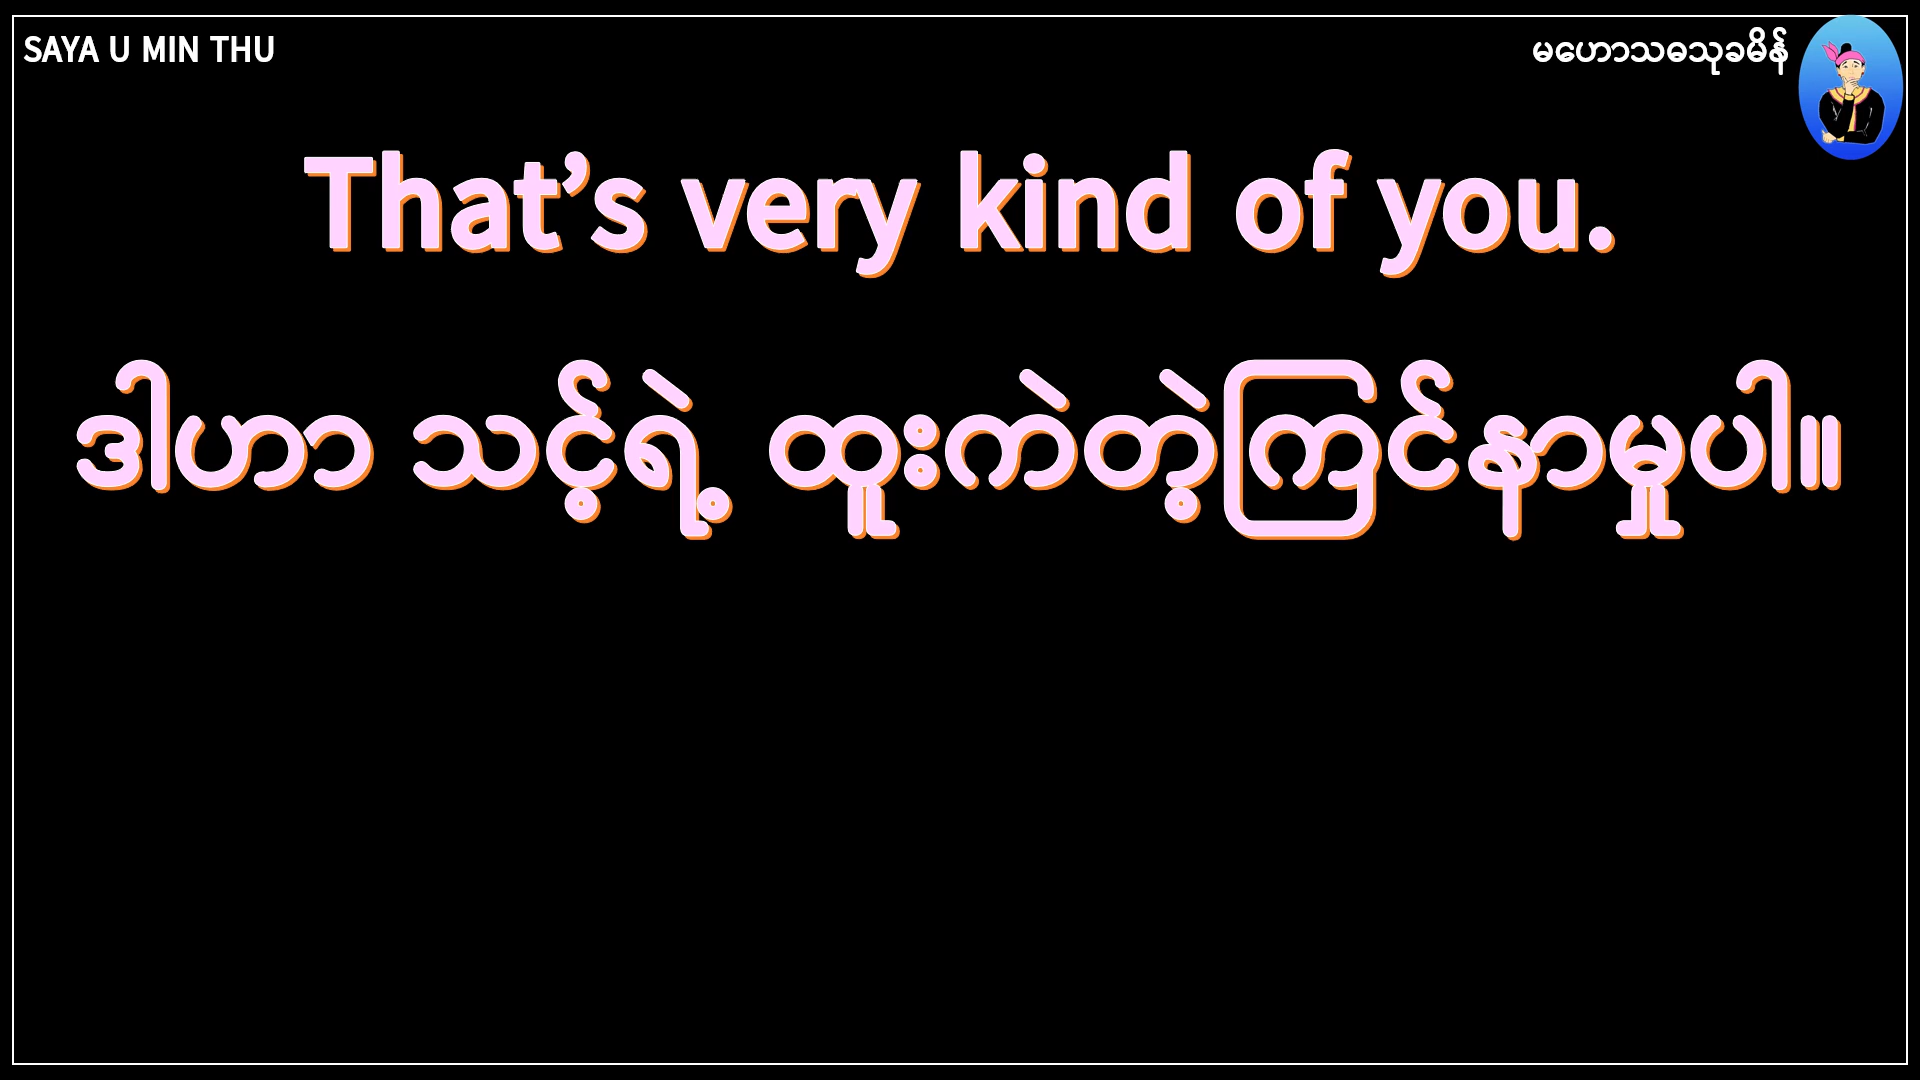 SAYA U MIN THU
မဟောသဓသုခမိန်
That’s very kind of you.
ဒါဟာ သင့်ရဲ့ ထူးကဲတဲ့ကြင်နာမှုပါ။